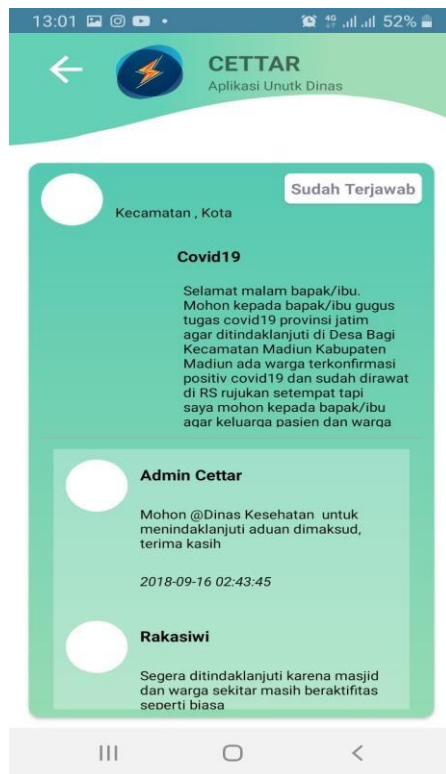 13:01 52%
CETTAR
Aplikasi Unutk Dinas
Sudah Terjawab
Kecamatan , Kota
Covid19
Selamat malam bapak/ibu.
Mohon kepada bapak/ibu gugus
tugas covid19 provinsi jatim
agar ditindaklanjuti di Desa Bagi
Kecamatan Madiun Kabupaten
Madiun ada warga terkonfirmasi
positiv covid19 dan sudah dirawat
di RS rujukan setempat tapi
saya mohon kepada bapak/ibu
agar keluarga pasien dan warga
Admin Cettar
Mohon @Dinas Kesehatan untuk
menindaklanjuti aduan dimaksud,
terima kasih
2018-09-16 02:43:45
Rakasiwi
Segera ditindaklanjuti karena masjid
dan warga sekitar masih beraktifitas
seperti biasa